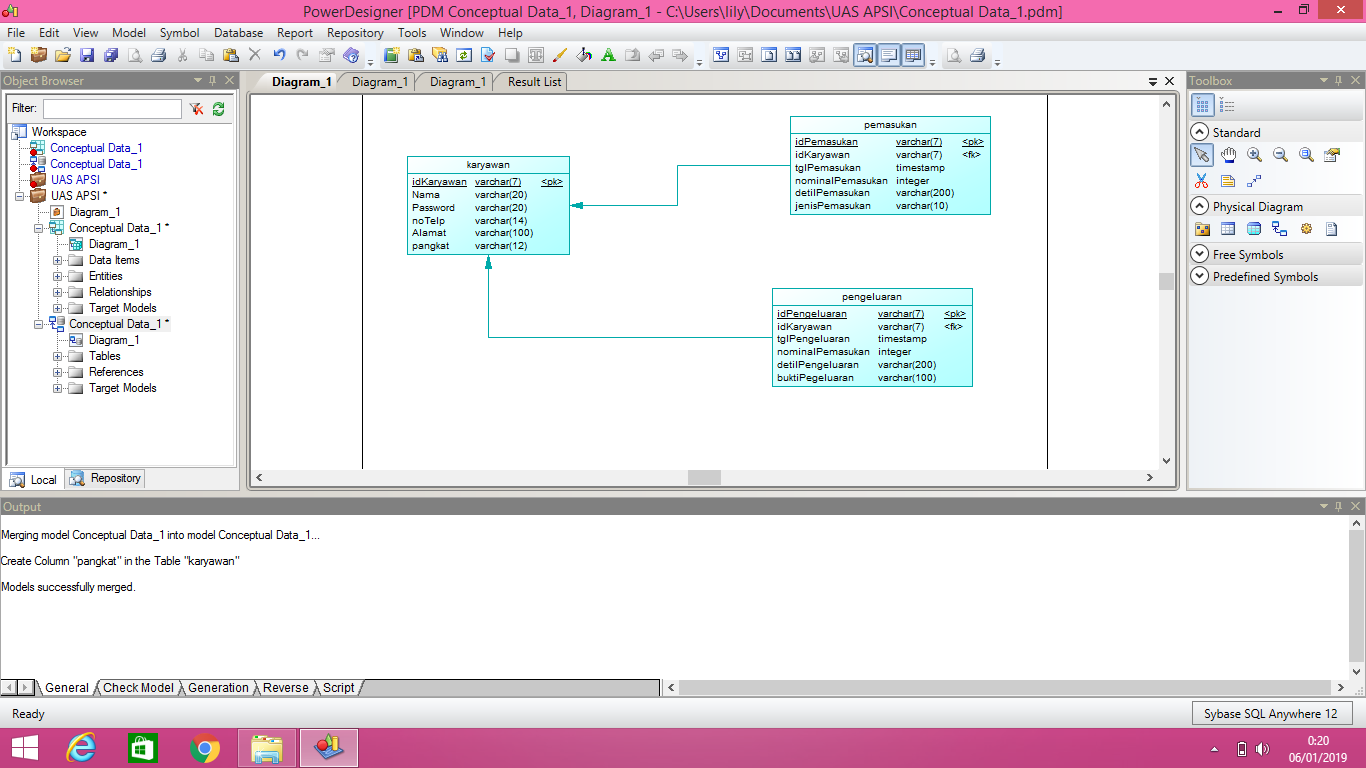 PowerDesigner [PDM Conceptual Data_1, Diagram_1 - C:\Users\lily\Documents\UAS APSI\Conceptual Data_1.pdm]
File Edit View Model Symbol Database Report Repository Tools Window Help
Object Browser
Filter:
Workspace
Conceptual Data_1
Conceptual Data_1
UAS APSI
UAS APSI *
Diagram_1
Conceptual Data_1 *
Diagram_1
Data Items
Entities
Relationships
Target Models
Conceptual Data_1 *
Diagram_1
Tables
References
Target Models
Local Repository
Diagram_1 Diagram_1 Diagram_1 Result List
karyawan
idKaryawan varchar(7) <pk>
Nama varchar(20)
Password varchar(20)
noTelp varchar(14)
Alamat varchar(100)
pangkat varchar(12)
pemasukan
idPemasukan varchar(7) <pk>
idKaryawan varchar(7) <fk>
tglPemasukan timestamp
nominalPemasukan integer
detilPemasukan varchar(200)
jenisPemasukan varchar(10)
pengeluaran
idPengeluaran varchar(7) <pk>
idKaryawan varchar(7) <fk>
tglPengeluaran timestamp
nominalPemasukan integer
detilPengeluaran varchar(200)
buktiPegeluaran varchar(100)
Toolbox
Standard
Physical Diagram
Free Symbols
Predefined Symbols
Output
Merging model Conceptual Data_1 into model Conceptual Data_1...
Create Column "pangkat" in the Table "karyawan"
Models successfully merged.
General Check Model Generation Reverse Script
Ready
Sybase SQL Anywhere 12
0:20
06/01/2019